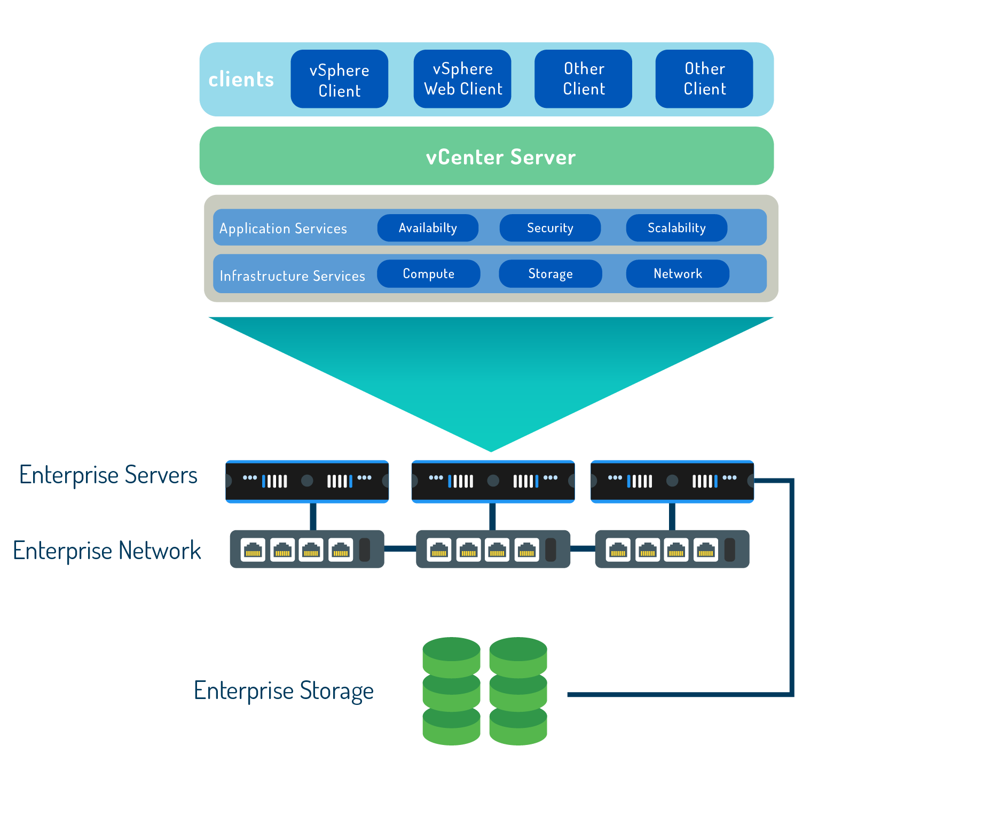 clients
vSphere
Client
vSphere
Web Client
Other
Client
Other
Client
vCenter Server
Application Services
Availabilty
Security
Scalability
Infrastructure Services
Compute
Storage
Network
Enterprise Servers
Enterprise Network
Enterprise Storage